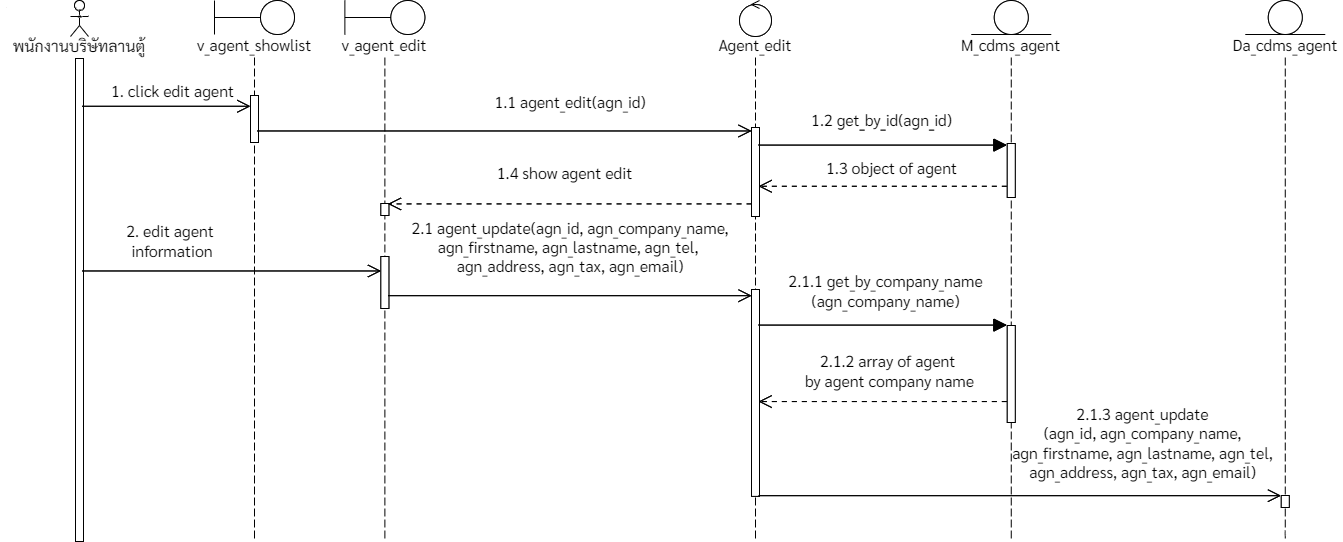 พนักงานบริษัทลานตู้
v_agent_showlist
v_agent_edit
Agent_edit
M_cdms_agent
Da_cdms_agent
1. click edit agent
1.1 agent_edit(agn_id)
1.2 get_by_id(agn_id)
1.3 object of agent
1.4 show agent edit
2. edit agent
information
2.1 agent_update(agn_id, agn_company_name,
agn_firstname, agn_lastname, agn_tel,
agn_address, agn_tax, agn_email)
2.1.1 get_by_company_name
(agn_company_name)
2.1.2 array of agent
by agent company name
2.1.3 agent_update
(agn_id, agn_company_name,
agn_firstname, agn_lastname, agn_tel,
agn_address, agn_tax, agn_email)